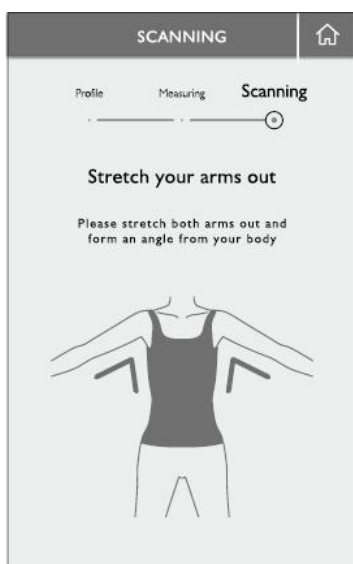 SCANNING
Profile Measuring Scanning
Stretch your arms out
Please stretch both arms out and
form an angle from your body